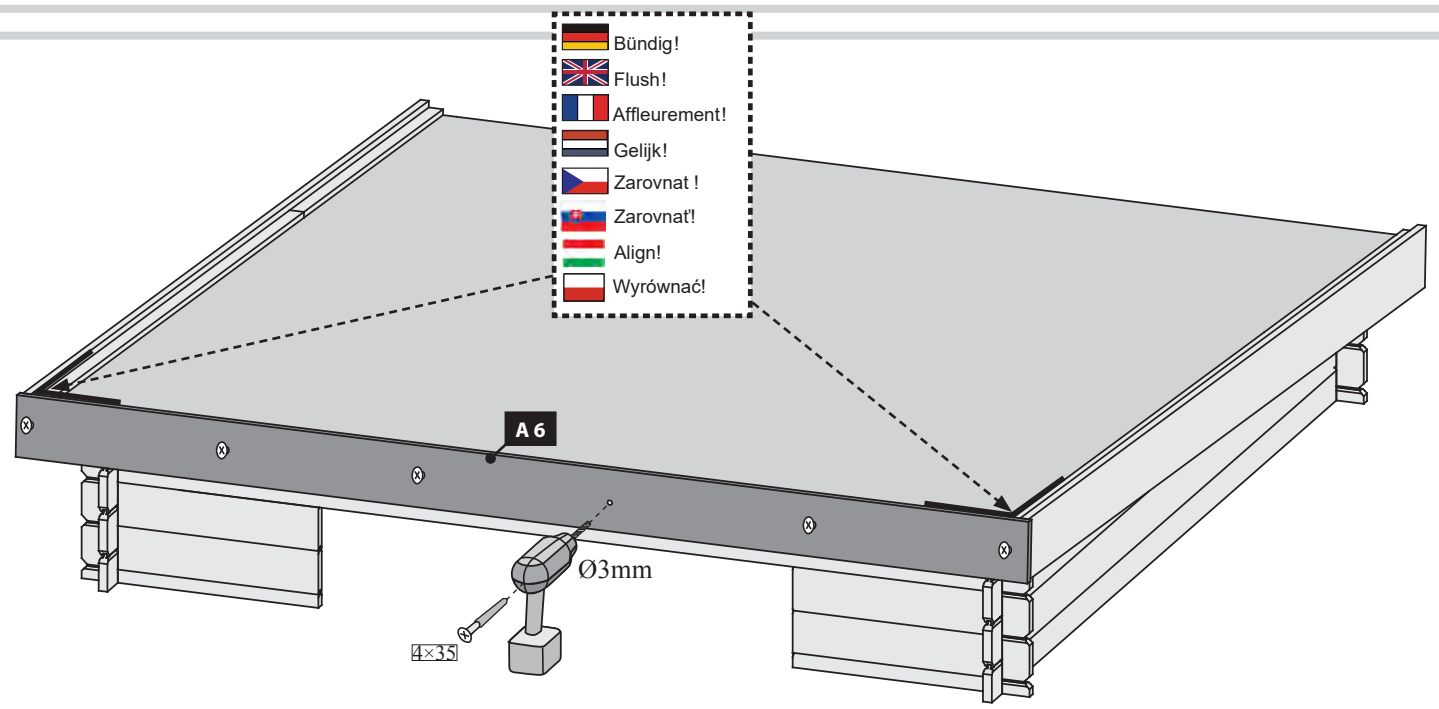 Bündig!
Flush!
Affleurement!
Gelijk!
Zarovnat !
Zarovnať!
Align!
Wyrównać!
A 6
Ø3mm
4×35